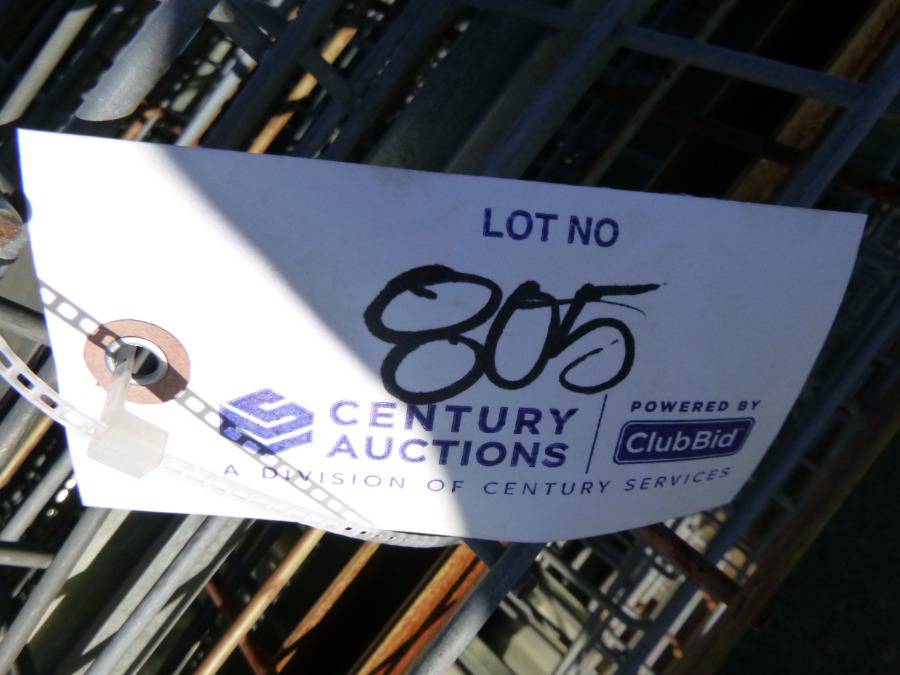 LOT NO
805
CENTURY
AUCTIONS
A DIVISION OF CENTURY SERVICES
POWERED BY
ClubBid